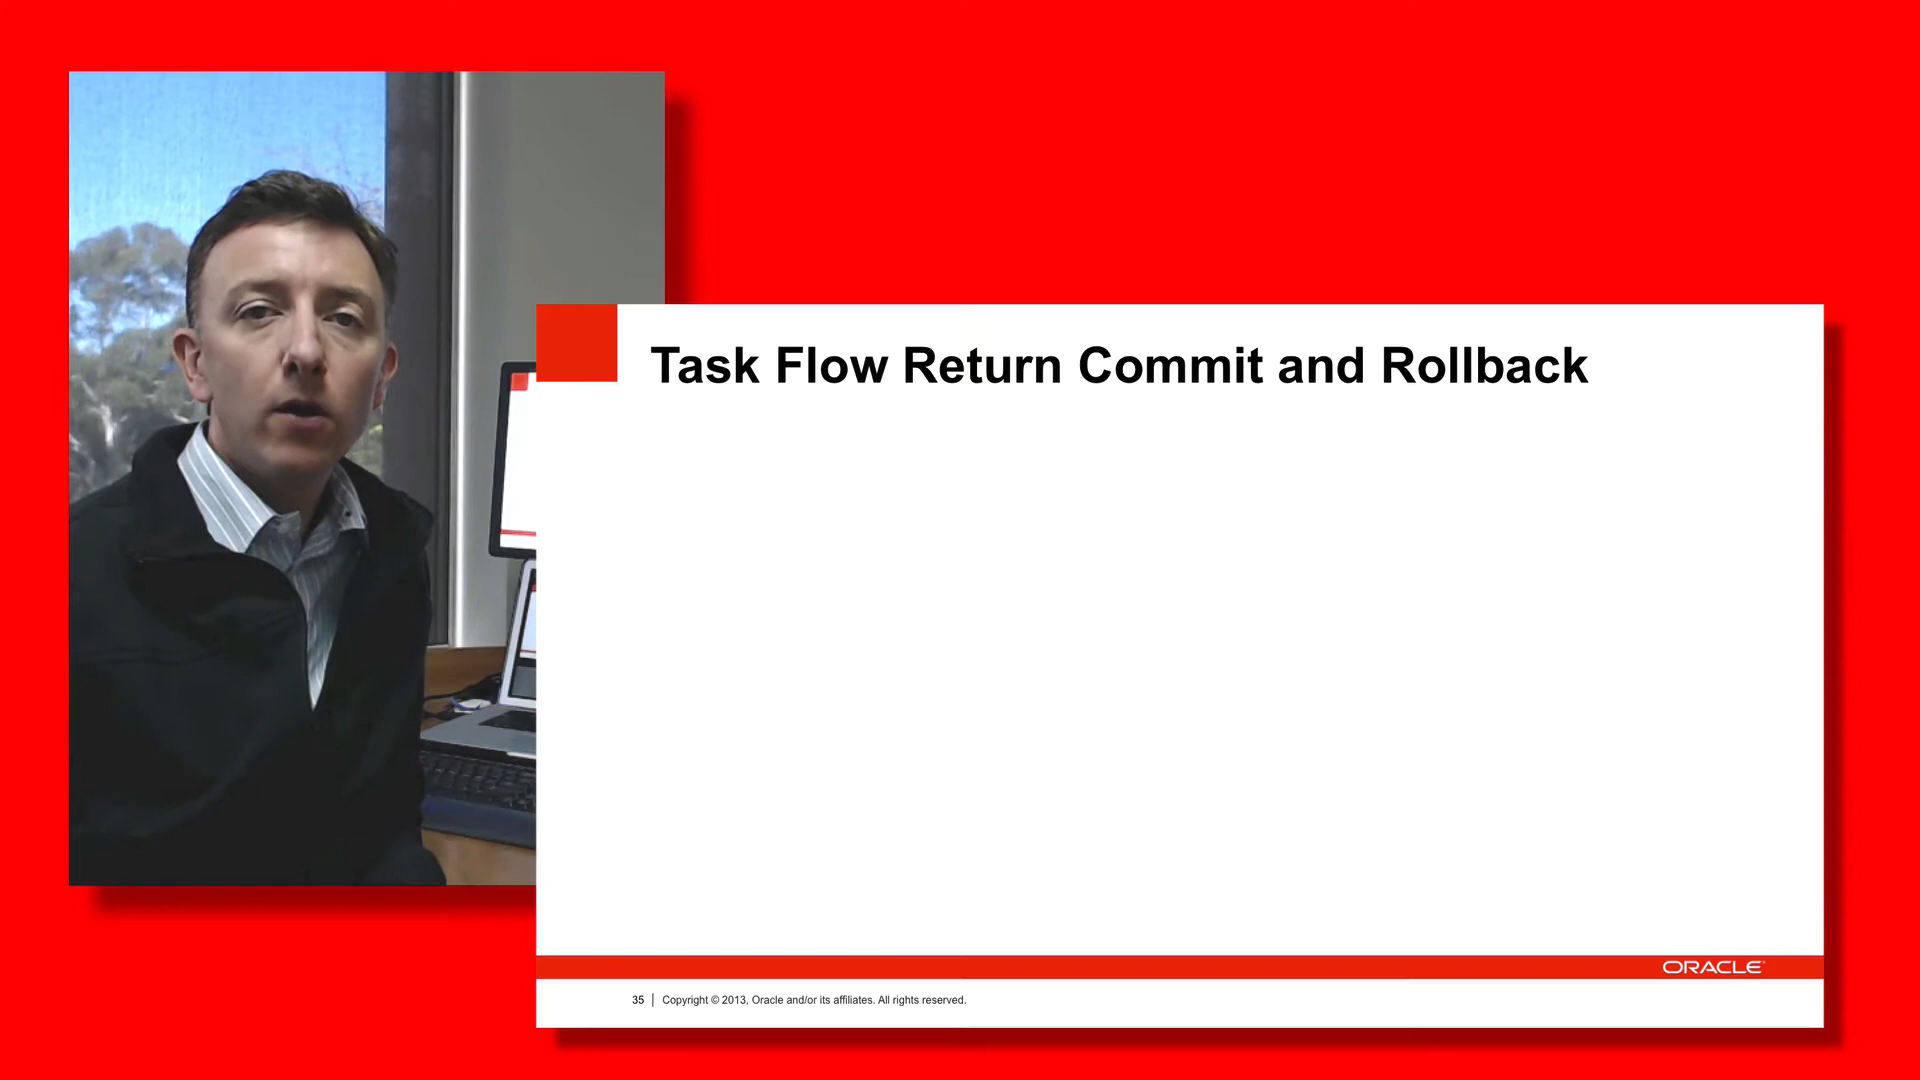 Task Flow Return Commit and Rollback
ORACLE
35 | Copyright © 2013, Oracle and/or its affiliates. All rights reserved.